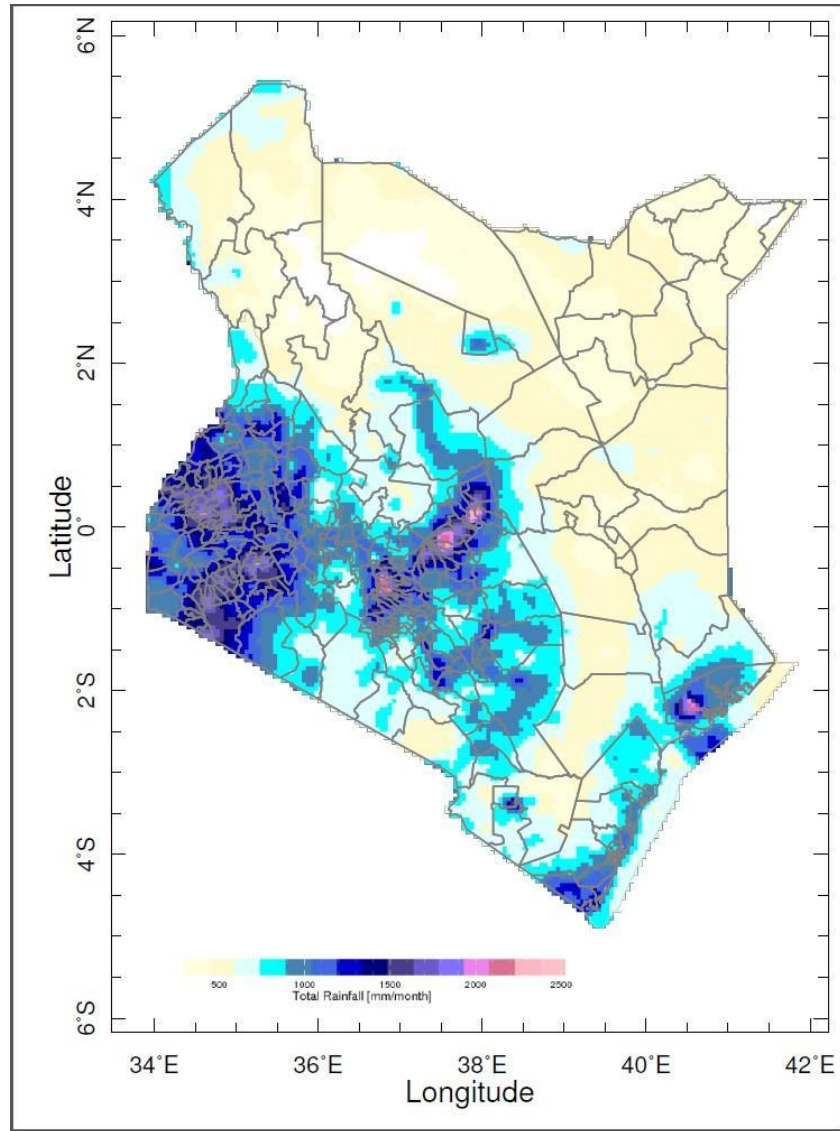 6˚N
4˚N
2˚N
0˚
2˚S
4˚S
6˚S
Latitude
500 1000 1500 2000 2500
Total Rainfall [mm/month]
34˚E 36˚E 38˚E 40˚E 42˚E
Longitude